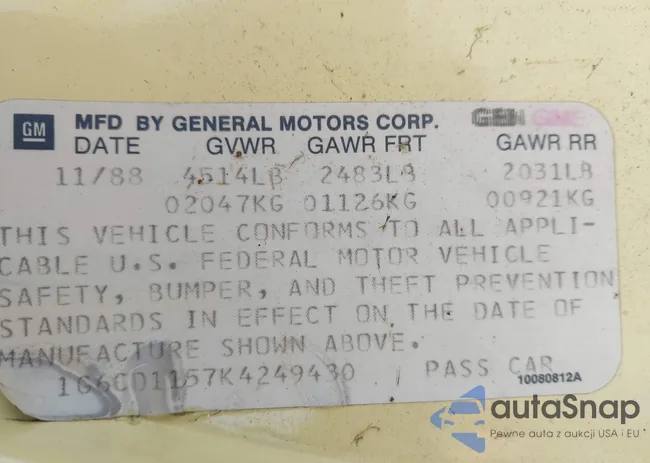 GM MFD BY GENERAL MOTORS CORP. GEN GME
DATE GVWR GAWR FRT GAWR RR
11/88 4514LB 2483LB 2031LB
02047KG 01126KG 00921KG
THIS VEHICLE CONFORMS TO ALL APPLI-
CABLE U.S. FEDERAL MOTOR VEHICLE
SAFETY, BUMPER, AND THEFT PREVENTION
STANDARDS IN EFFECT ON THE DATE OF
MANUFACTURE SHOWN ABOVE.
1G6CD1157K4249430 PASS CAR
10080812A
autaSnap
Pewne auta z aukcji USA i EU